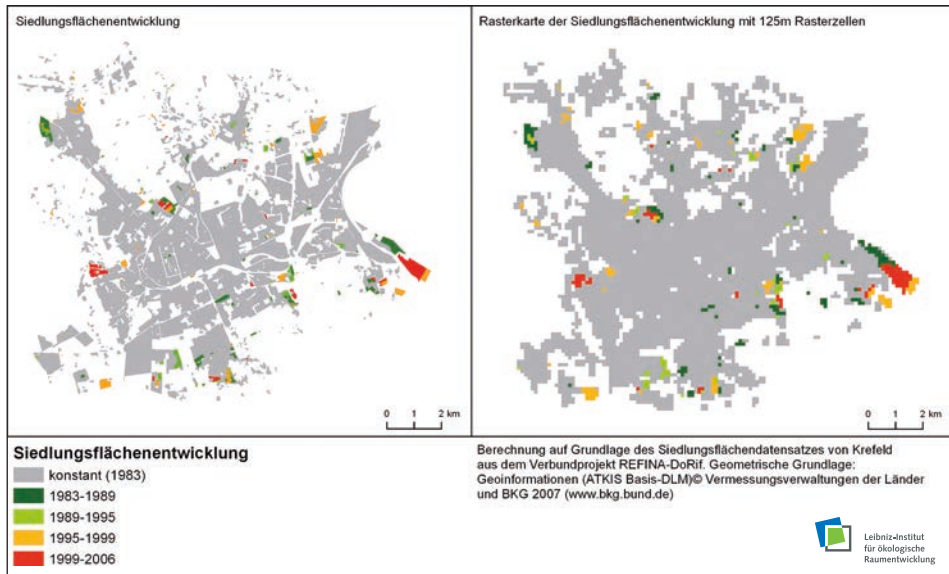 Siedlungsflächenentwicklung
Rasterkarte der Siedlungsflächenentwicklung mit 125m Rasterzellen
0 1 2 km
0 1 2 km
Siedlungsflächenentwicklung
konstant (1983)
1983-1989
1989-1995
1995-1999
1999-2006
Berechnung auf Grundlage des Siedlungsflächendatensatzes von Krefeld
aus dem Verbundprojekt REFINA-DoRif. Geometrische Grundlage:
Geoinformationen (ATKIS Basis-DLM)© Vermessungsverwaltungen der Länder
und BKG 2007 (www.bkg.bund.de)
Leibniz-Institut
für ökologische
Raumentwicklung